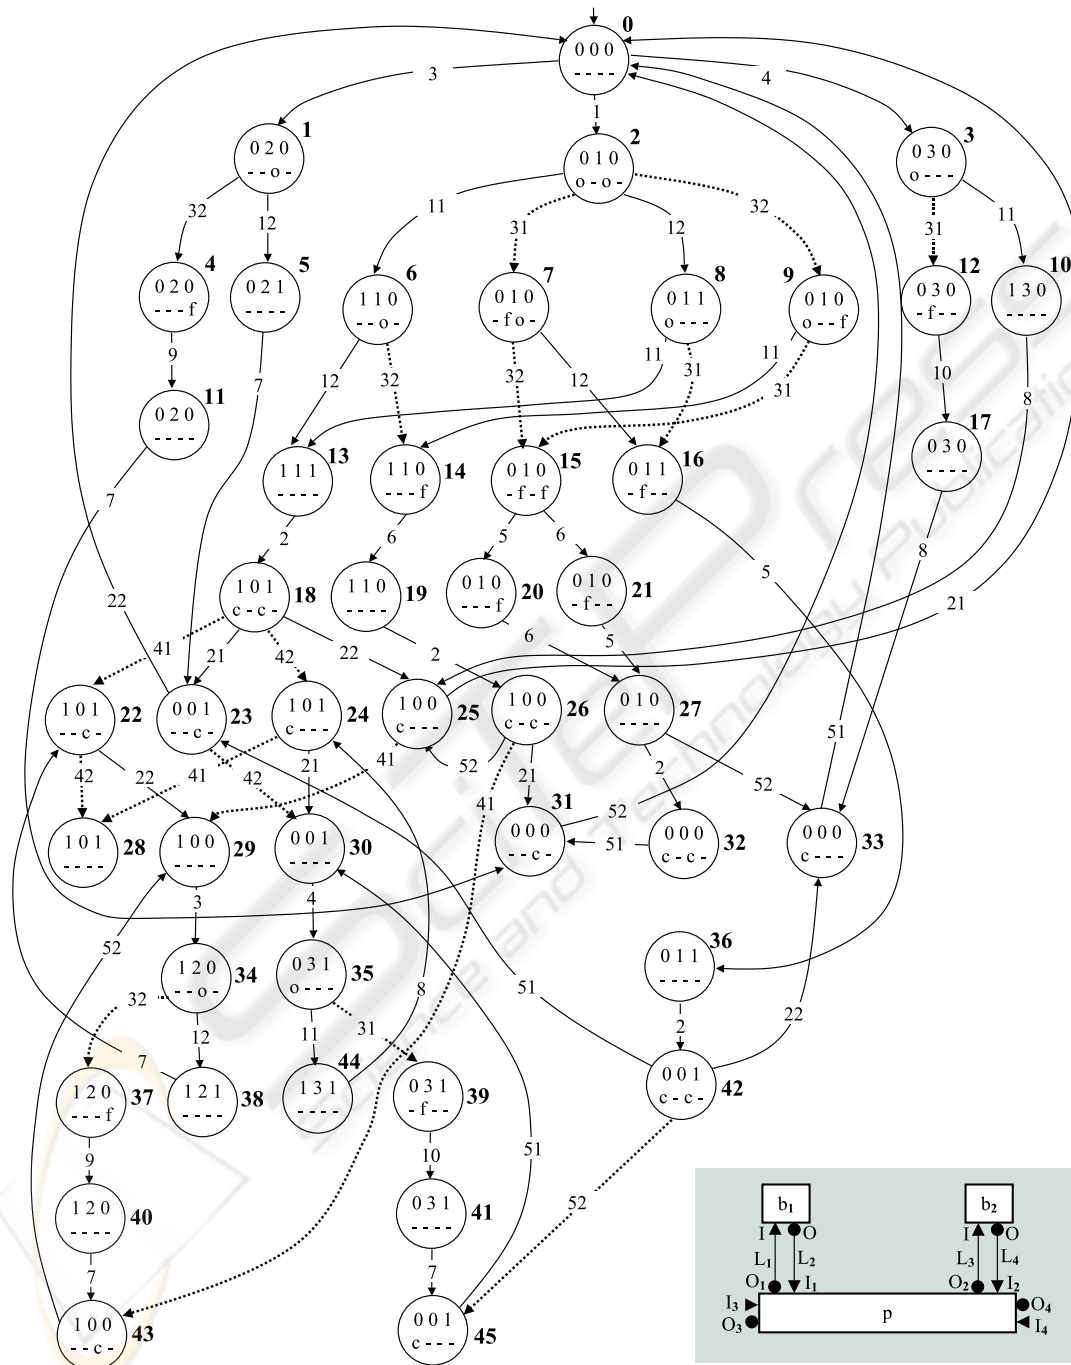 0
0 0 0
- - - -
3
4
1
1
0 2 0
- - o -
2
0 1 0
o - o -
3
0 3 0
o - - -
32
12
11
31
12
32
31
11
4
0 2 0
- - - f
5
0 2 1
- - - -
6
1 1 0
- - o -
7
0 1 0
- f o -
8
0 1 1
o - - -
9
0 1 0
o - - f
12
0 3 0
- f - -
10
1 3 0
- - - -
9
7
12
32
32
12
11
31
11
31
10
8
11
0 2 0
- - - -
13
1 1 1
- - - -
14
1 1 0
- - - f
15
0 1 0
- f - f
16
0 1 1
- f - -
17
0 3 0
- - - -
7
2
6
5
6
5
8
18
1 0 1
c - c -
19
1 1 0
- - - -
20
0 1 0
- - - f
21
0 1 0
- f - -
22
41
21
42
22
2
6
5
21
22
1 0 1
- - c -
23
0 0 1
- - c -
24
1 0 1
c - - -
25
1 0 0
c - - -
26
1 0 0
c - c -
27
0 1 0
- - - -
42
22
41
42
21
41
52
21
41
2
52
51
28
1 0 1
- - - -
29
1 0 0
- - - -
30
0 0 1
- - - -
31
0 0 0
- - c -
52
51
32
0 0 0
c - c -
33
0 0 0
c - - -
3
4
52
34
1 2 0
- - o -
35
0 3 1
o - - -
36
0 1 1
- - - -
32
12
11
31
8
51
2
22
7
37
1 2 0
- - - f
38
1 2 1
- - - -
44
1 3 1
- - - -
39
0 3 1
- f - -
42
0 0 1
c - c -
9
10
51
52
40
1 2 0
- - - -
41
0 3 1
- - - -
7
7
43
1 0 0
- - c -
45
0 0 1
c - - -
b1 b2
I O I O
L1 L2 L3 L4
O1 I1 O2 I2
I3 p O4
O3 I4
SciTePress
Science and Technology Publications